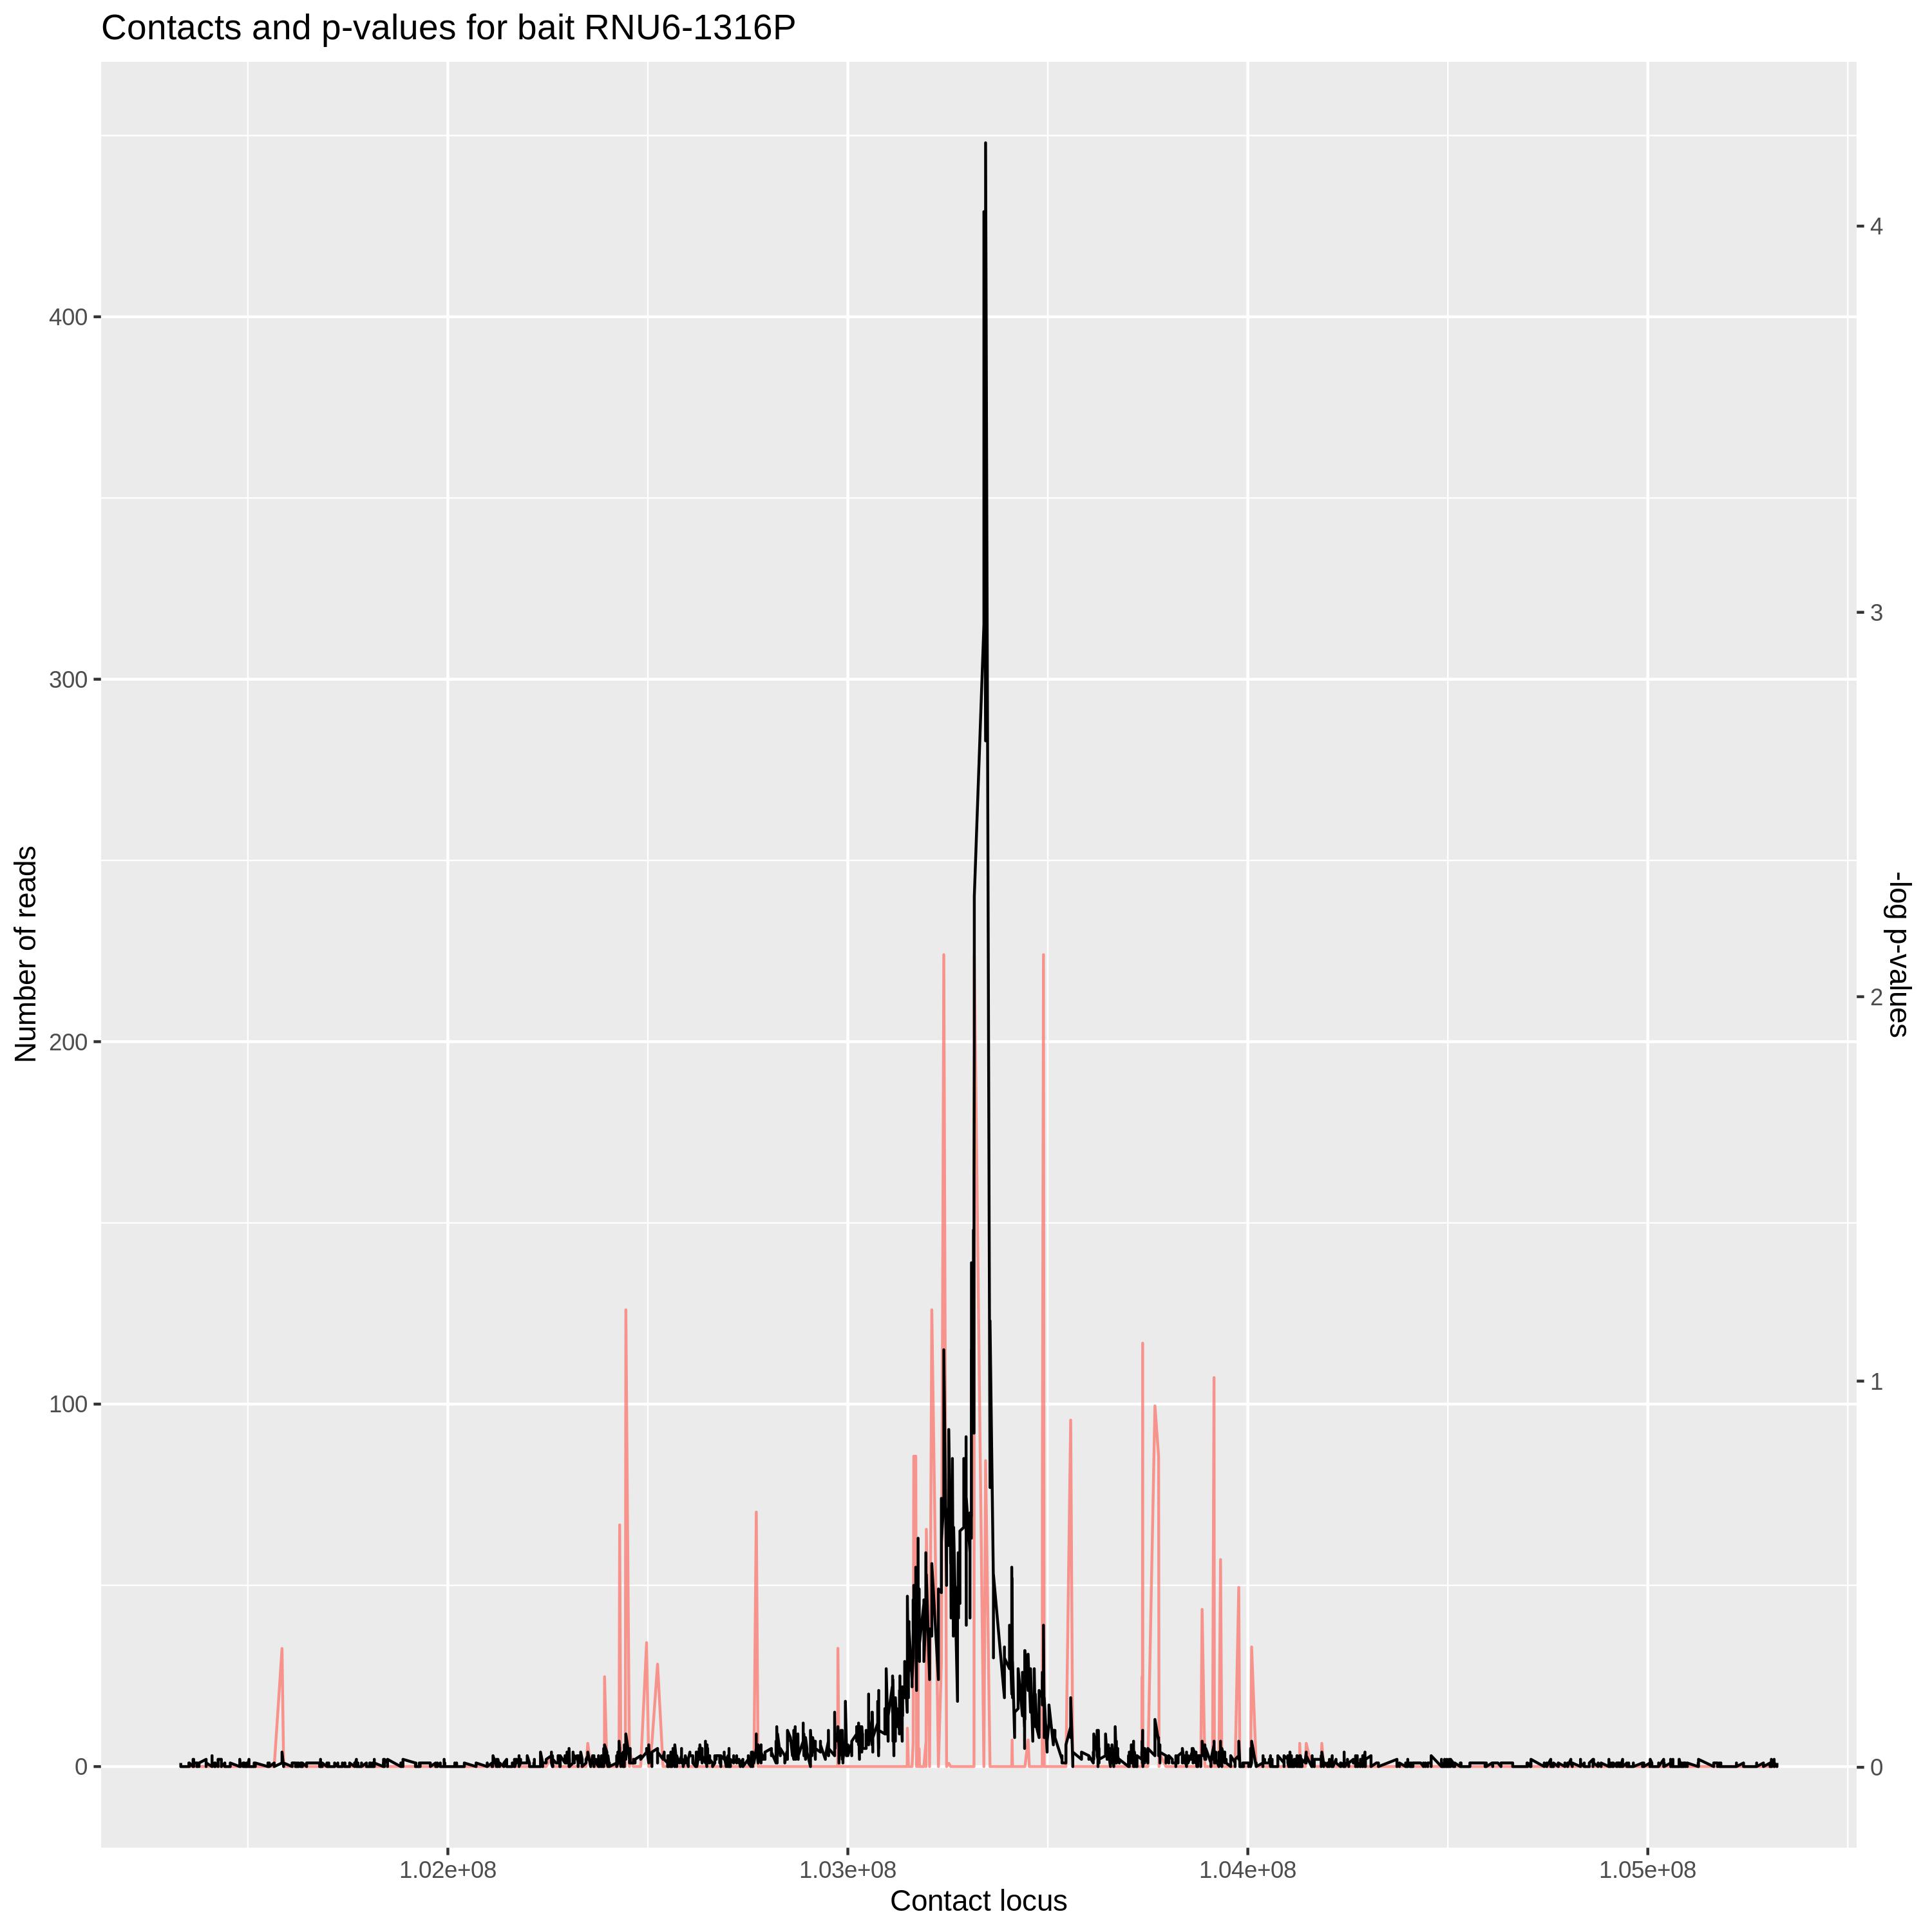 Contacts and p-values for bait RNU6-1316P
400
300
200
100
0
Number of reads
4
3
2
1
0
-log p-values
1.02e+08
1.03e+08
1.04e+08
1.05e+08
Contact locus